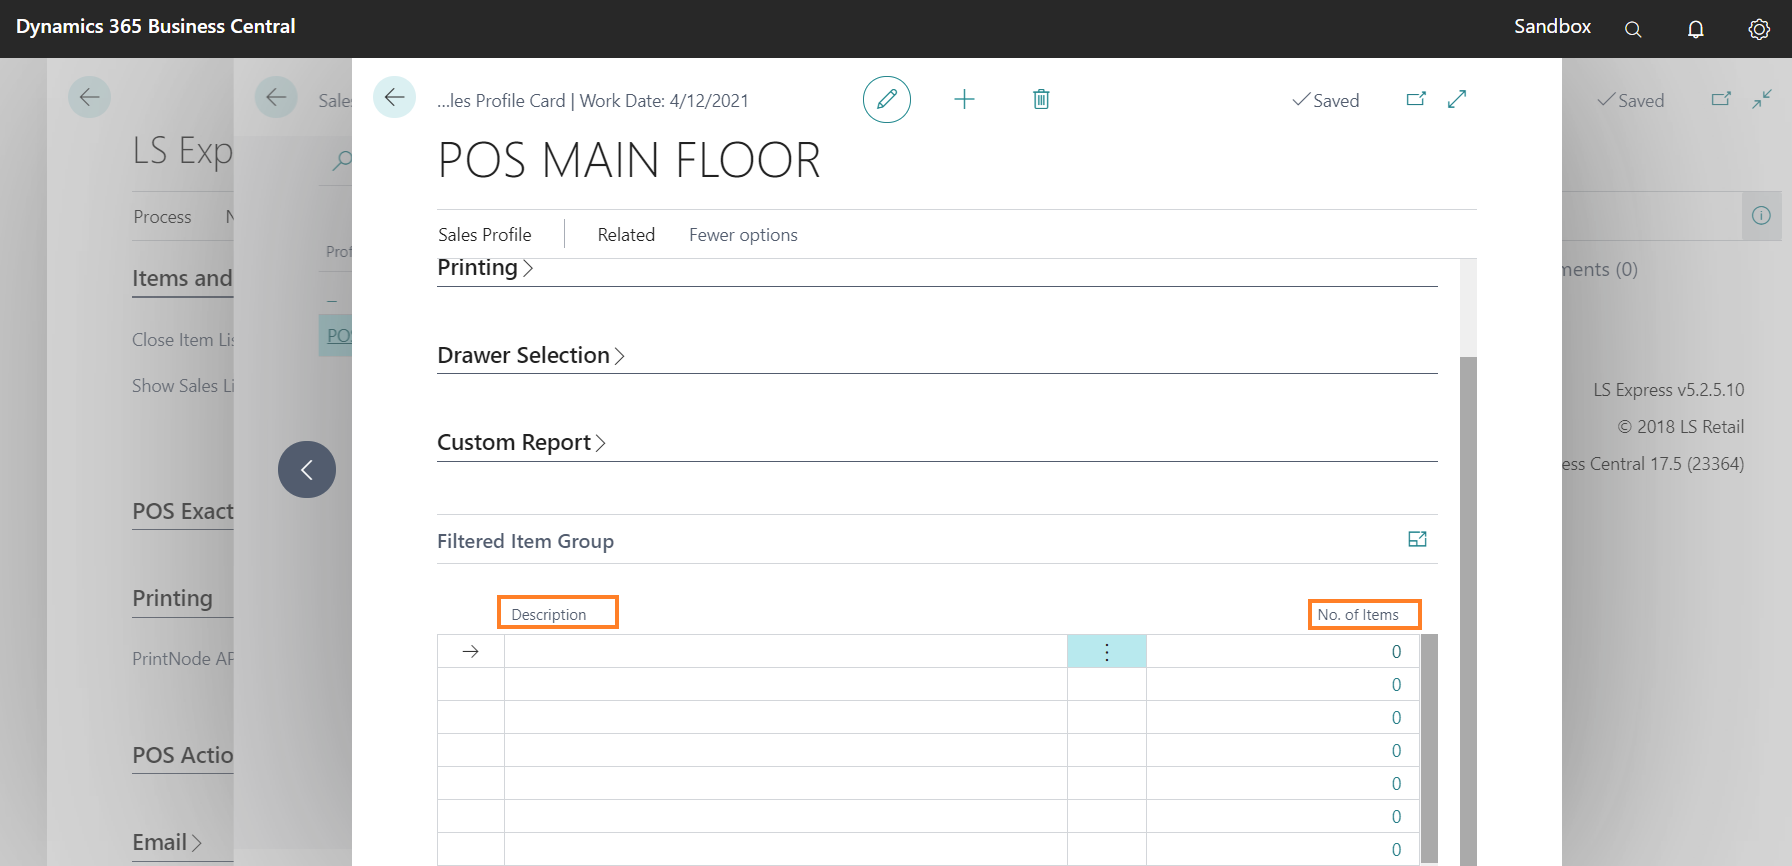 Dynamics 365 Business Central
Sandbox
Sales
...les Profile Card | Work Date: 4/12/2021
Saved
Saved
LS Exp
POS MAIN FLOOR
Process N
Sales Profile
Related
Fewer options
Prof
Printing
ments (0)
Items and
POS
Close Item Lis
Drawer Selection
Show Sales Li
LS Express v5.2.5.10
© 2018 LS Retail
Custom Report
ess Central 17.5 (23364)
POS Exact
Filtered Item Group
Printing
Description
No. of Items
0
PrintNode AP
0
0
POS Actio
0
0
0
Email
0